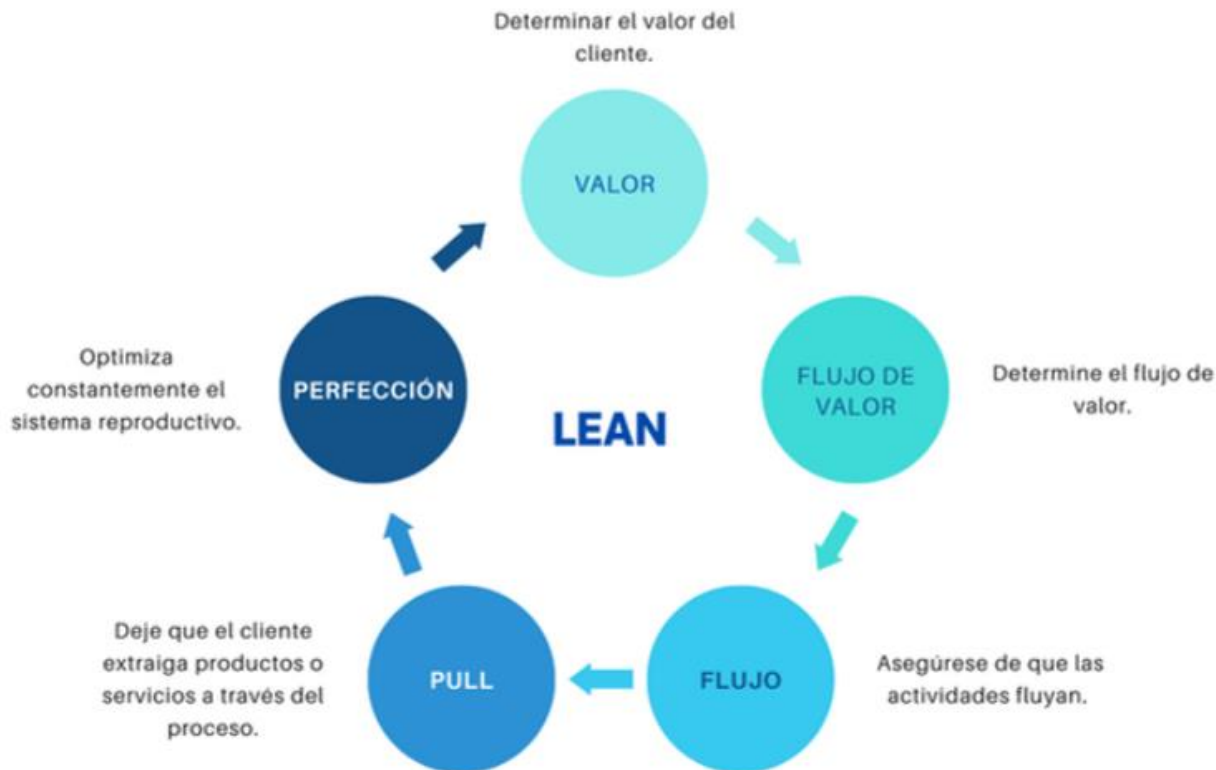 Determinar el valor del
cliente.
VALOR
FLUJO DE
VALOR
Determine el flujo de
valor.
FLUJO
Asegúrese de que las
actividades fluyan.
PULL
Deje que el cliente
extraiga productos o
servicios a través del
proceso.
PERFECCIÓN
Optimiza
constantemente el
sistema reproductivo.
LEAN